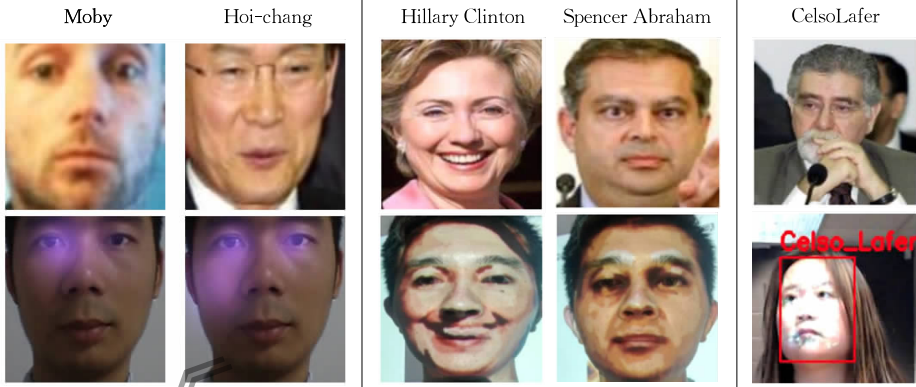 Moby
Hoi-chang
Hillary Clinton
Spencer Abraham
CelsoLafer
Celso_Lafer